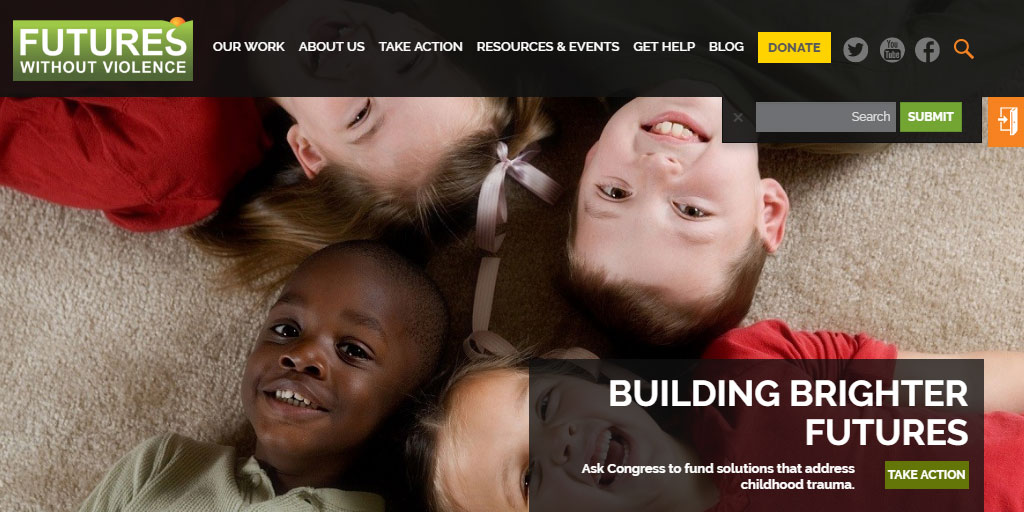 FUTURES
WITHOUT VIOLENCE
OUR WORK ABOUT US TAKE ACTION RESOURCES & EVENTS GET HELP BLOG DONATE You Tube
Search SUBMIT
BUILDING BRIGHTER
FUTURES
Ask Congress to fund solutions that address
childhood trauma.
TAKE ACTION